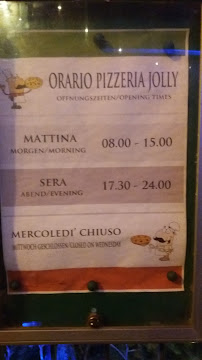 ORARIO PIZZERIA JOLLY
ÖFFNUNGSZEITEN/OPENING TIMES
MATTINA 08.00 - 15.00
MORGEN/MORNING
SERA 17.30 - 24.00
ABEND/EVENING
MERCOLEDI' CHIUSO
MITTWOCH GESCHLOSSEN/CLOSED ON WEDNESDAY